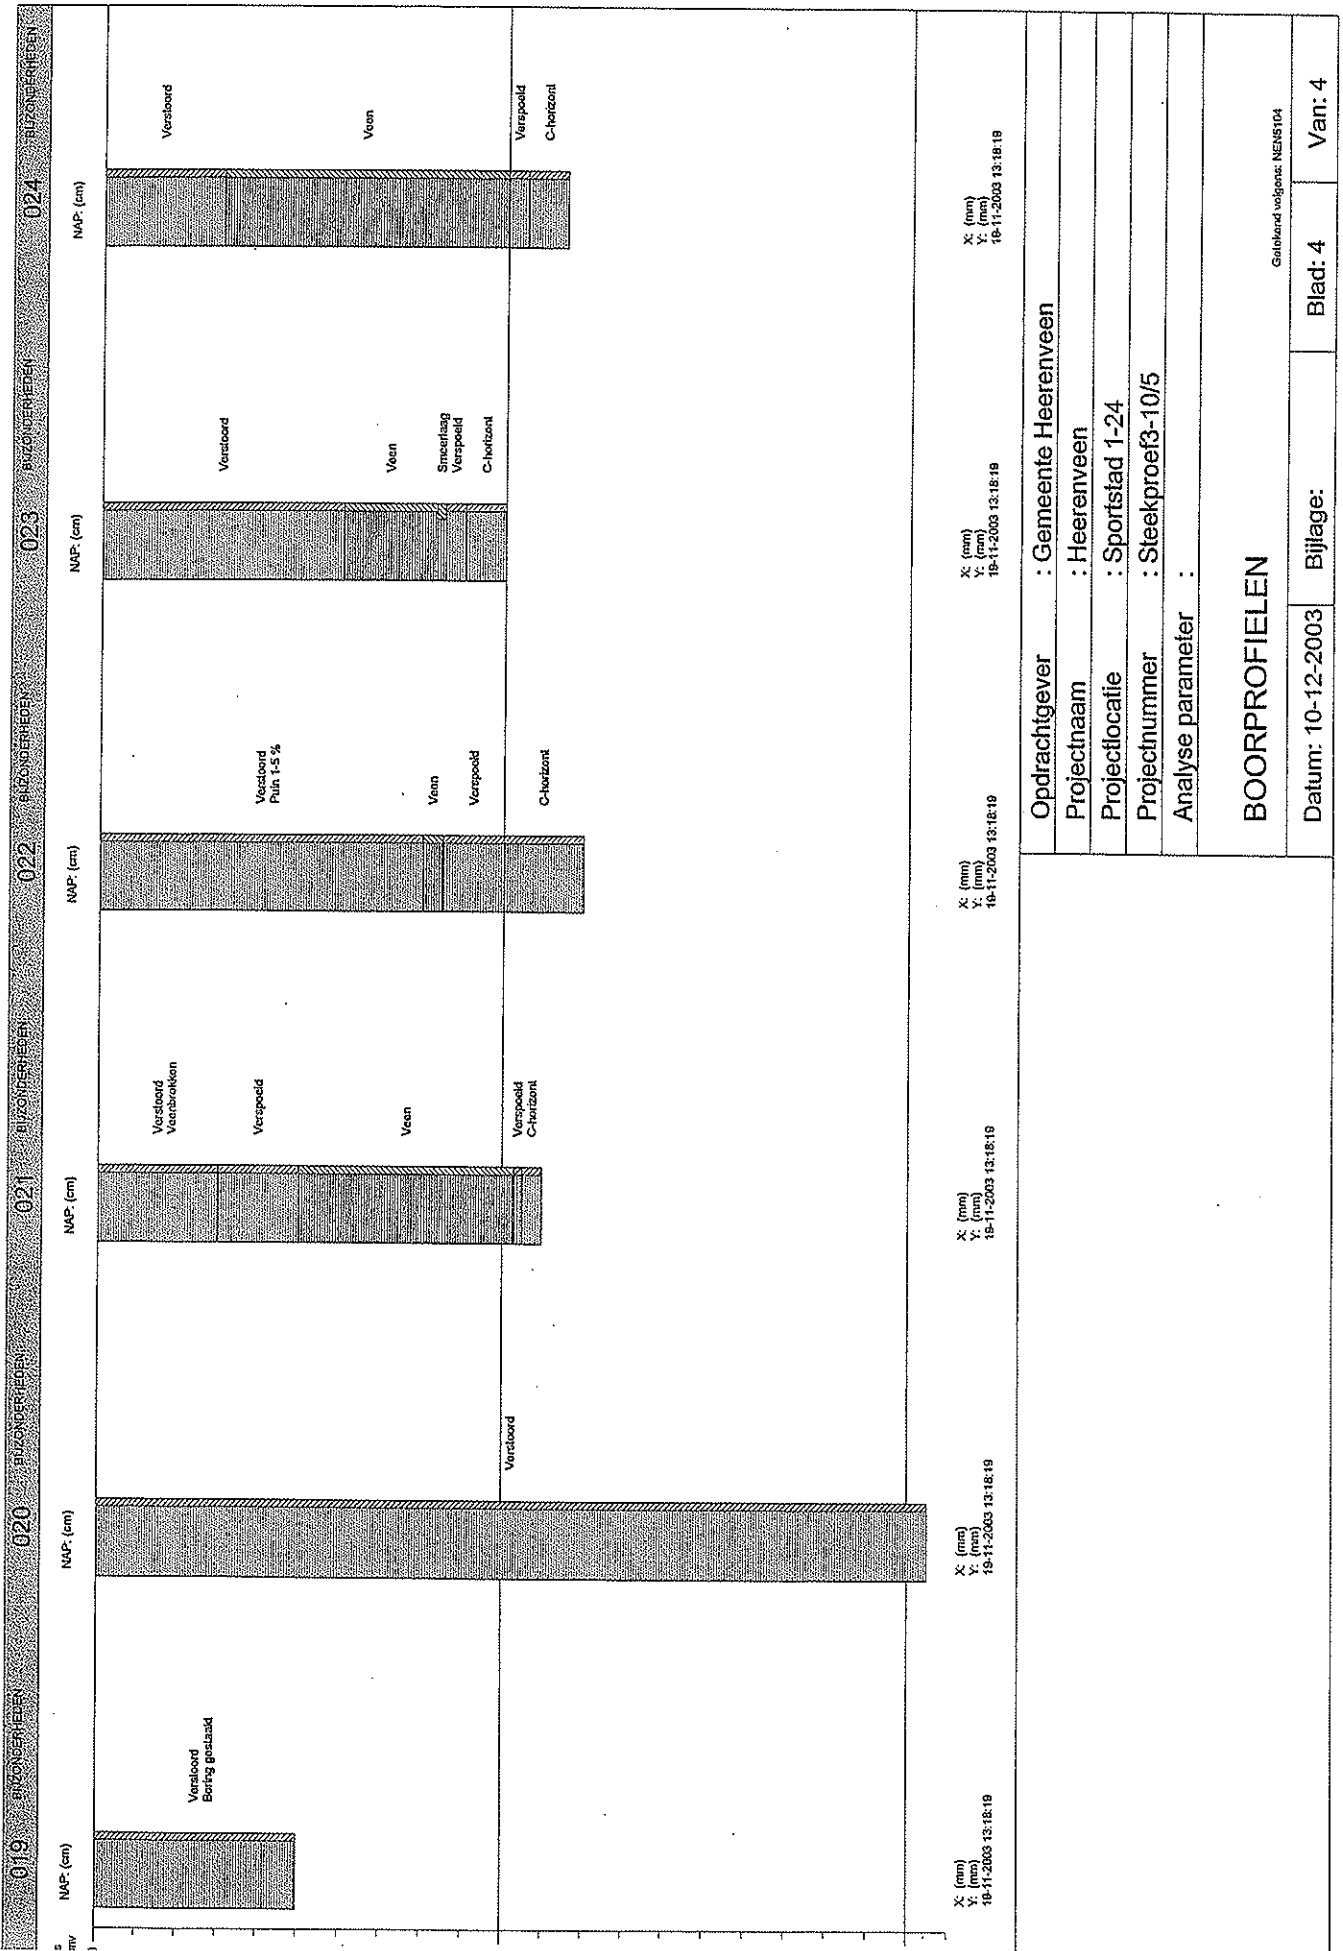 019 BIJZONDERHEDEN
020 BIJZONDERHEDEN
021 BIJZONDERHEDEN
022 BIJZONDERHEDEN
023 BIJZONDERHEDEN
024 BIJZONDERHEDEN
NAP: (cm)
Verstoord
Boring gestaakt
X: (mm)
Y: (mm)
19-11-2003 13:18:19
NAP: (cm)
Verstoord
X: (mm)
Y: (mm)
19-11-2003 13:18:19
NAP: (cm)
Verstoord
Veenbrokken
Verspoeld
Veen
Verspoeld
C-horizont
X: (mm)
Y: (mm)
19-11-2003 13:18:19
NAP: (cm)
Verstoord
Puin 1-5 %
Veen
Verspoeld
C-horizont
X: (mm)
Y: (mm)
19-11-2003 13:18:19
NAP: (cm)
Verstoord
Veen
Smeerlaag
Verspoeld
C-horizont
X: (mm)
Y: (mm)
19-11-2003 13:18:19
NAP: (cm)
Verstoord
Veen
Verspoeld
C-horizont
X: (mm)
Y: (mm)
19-11-2003 13:18:19
Opdrachtgever : Gemeente Heerenveen
Projectnaam : Heerenveen
Projectlocatie : Sportstad 1-24
Projectnummer : Steekproef3-10/5
Analyse parameter :
BOORPROFIELEN
Getekend volgens: NEN5104
Datum: 10-12-2003 Bijlage: Blad: 4 Van: 4